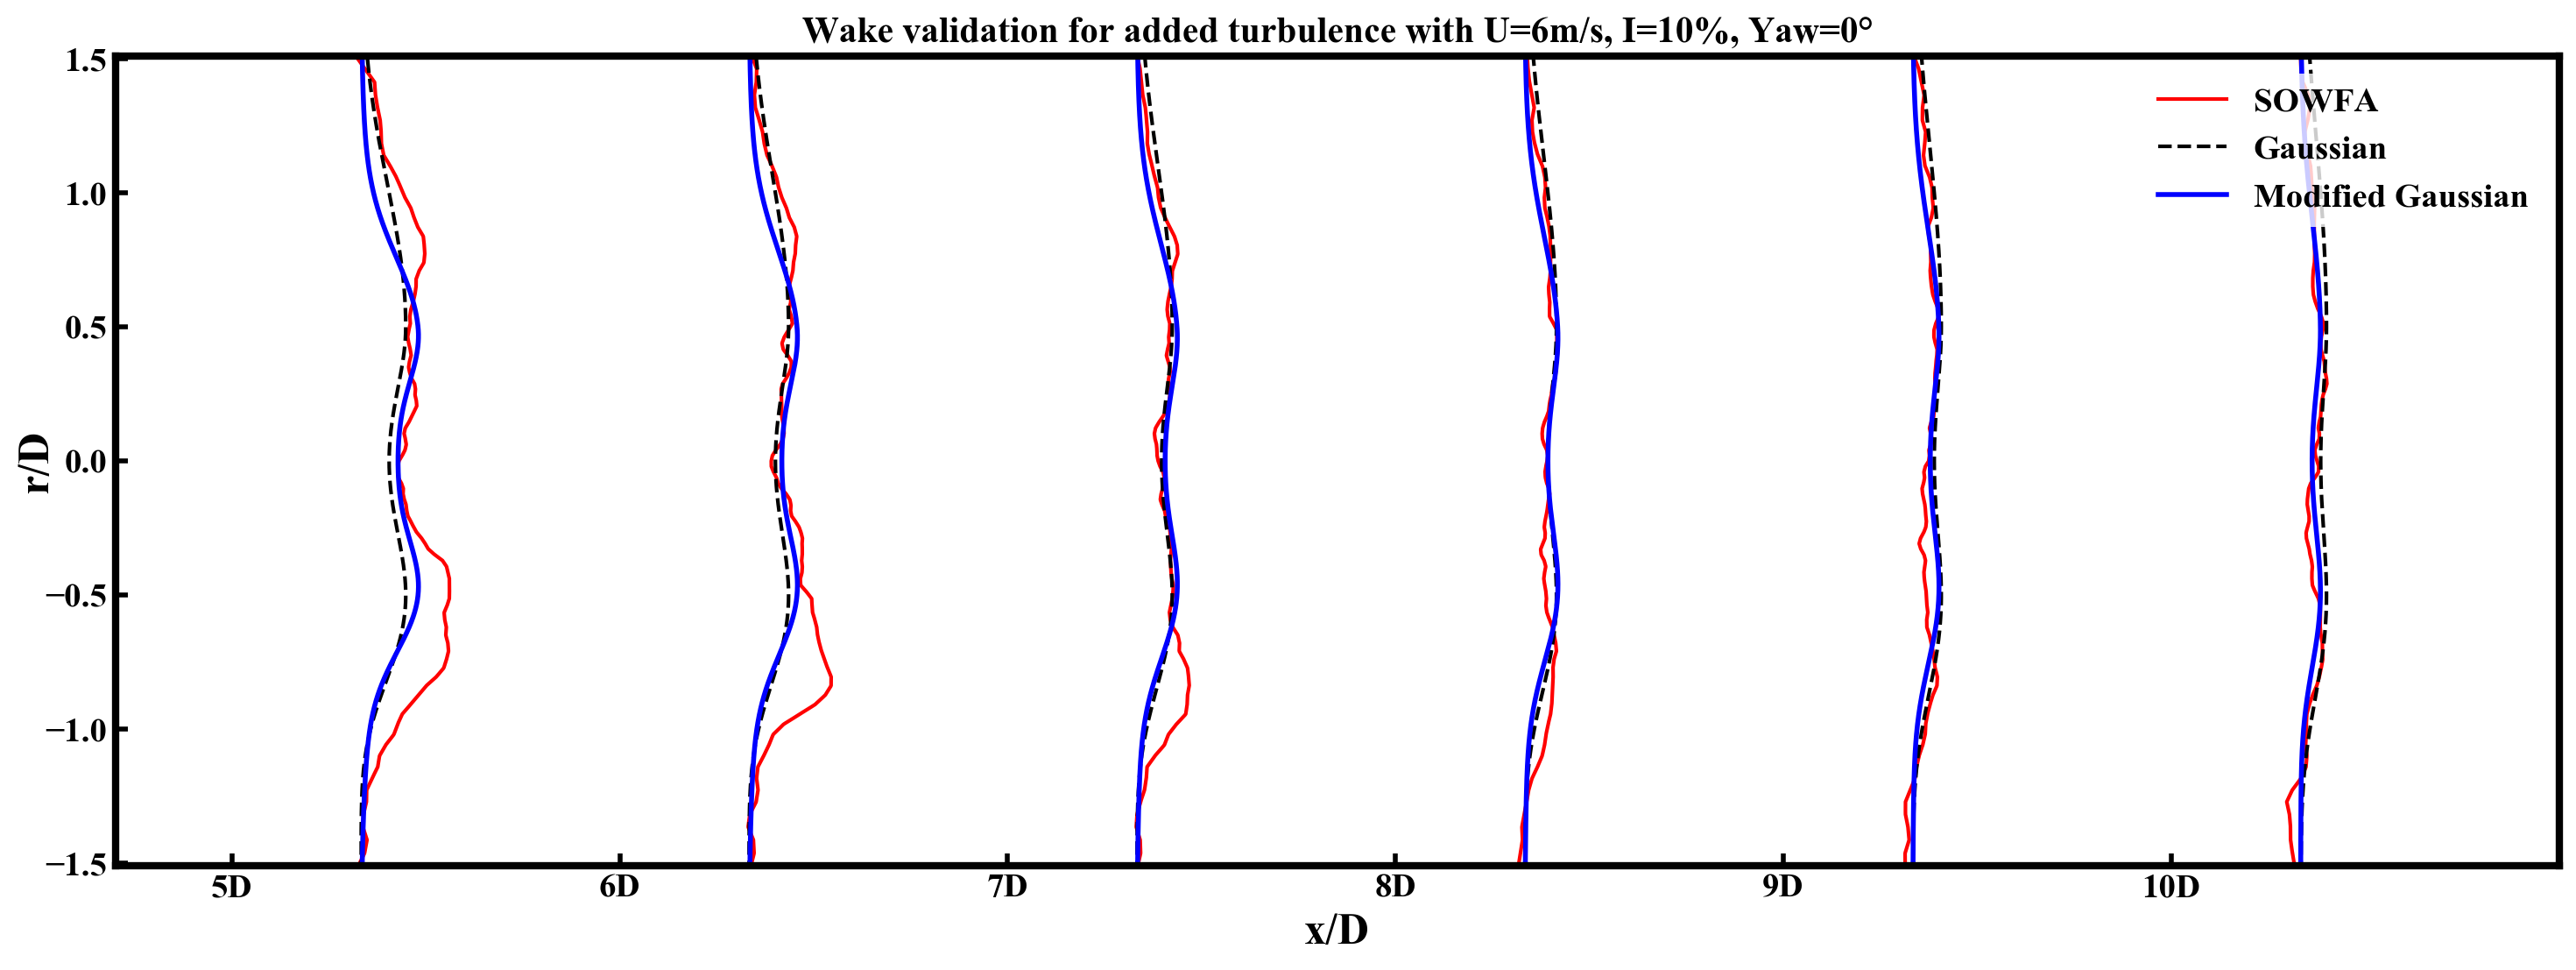 Wake validation for added turbulence with U=6m/s, I=10%, Yaw=0°
1.5
1.0
0.5
0.0
−0.5
−1.0
−1.5
r/D
SOWFA
Gaussian
Modified Gaussian
5D 6D 7D 8D 9D 10D
x/D